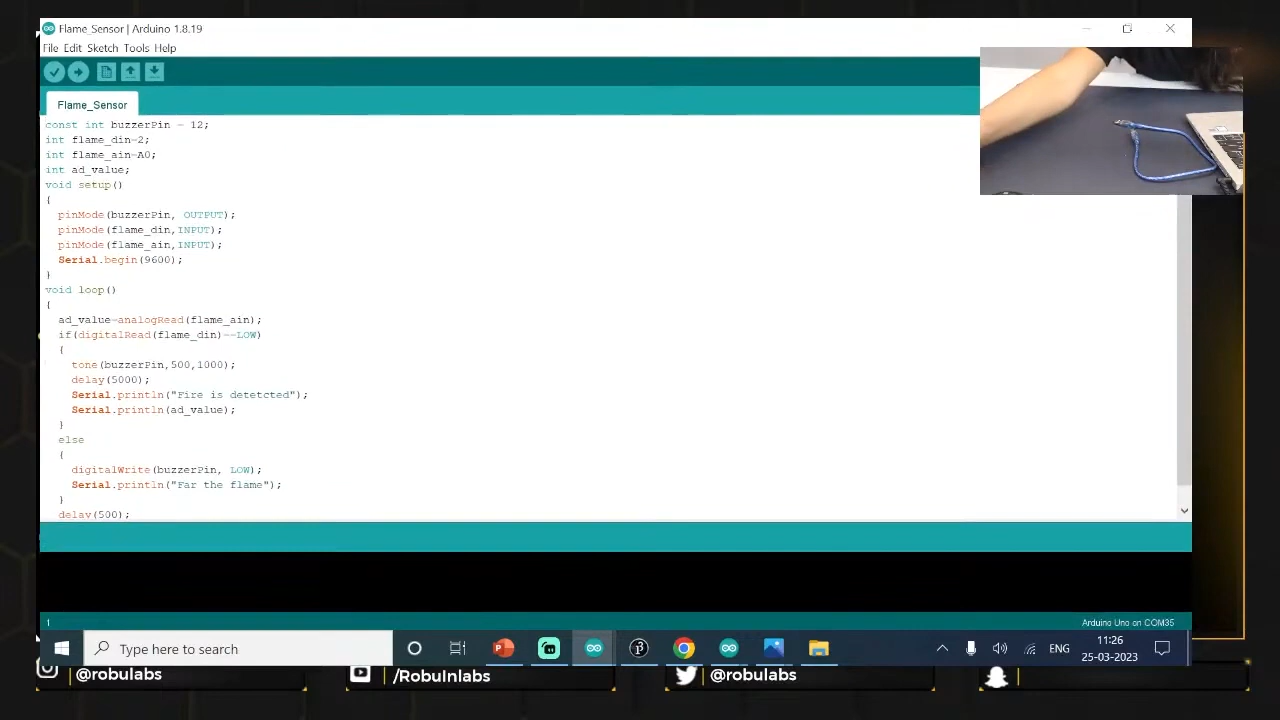 Flame_Sensor | Arduino 1.8.19
File Edit Sketch Tools Help
Flame_Sensor
const int buzzerPin = 12;
int flame_din=2;
int flame_ain=A0;
int ad_value;
void setup()
{
pinMode(buzzerPin, OUTPUT);
pinMode(flame_din,INPUT);
pinMode(flame_ain,INPUT);
Serial.begin(9600);
}
void loop()
{
ad_value=analogRead(flame_ain);
if(digitalRead(flame_din)==LOW)
{
tone(buzzerPin,500,1000);
delay(5000);
Serial.println("Fire is detetcted");
Serial.println(ad_value);
}
else
{
digitalWrite(buzzerPin, LOW);
Serial.println("Far the flame");
}
delay(500);
1
Arduino Uno on COM35
Type here to search
ENG
11:26
25-03-2023
@robulabs
/RobuInlabs
@robulabs